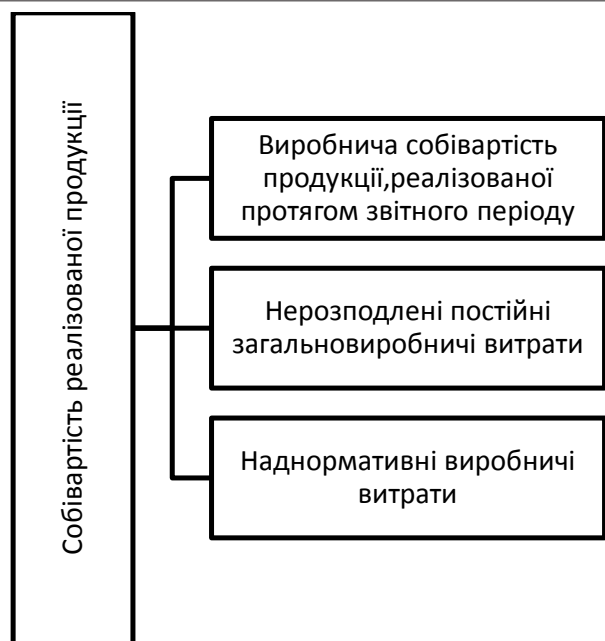 Собівартість реалізованої продукції
Виробнича собівартість
продукції,реалізованої
протягом звітного періоду
Нерозподлені постійні
загальновиробничі витрати
Наднормативні виробничі
витрати